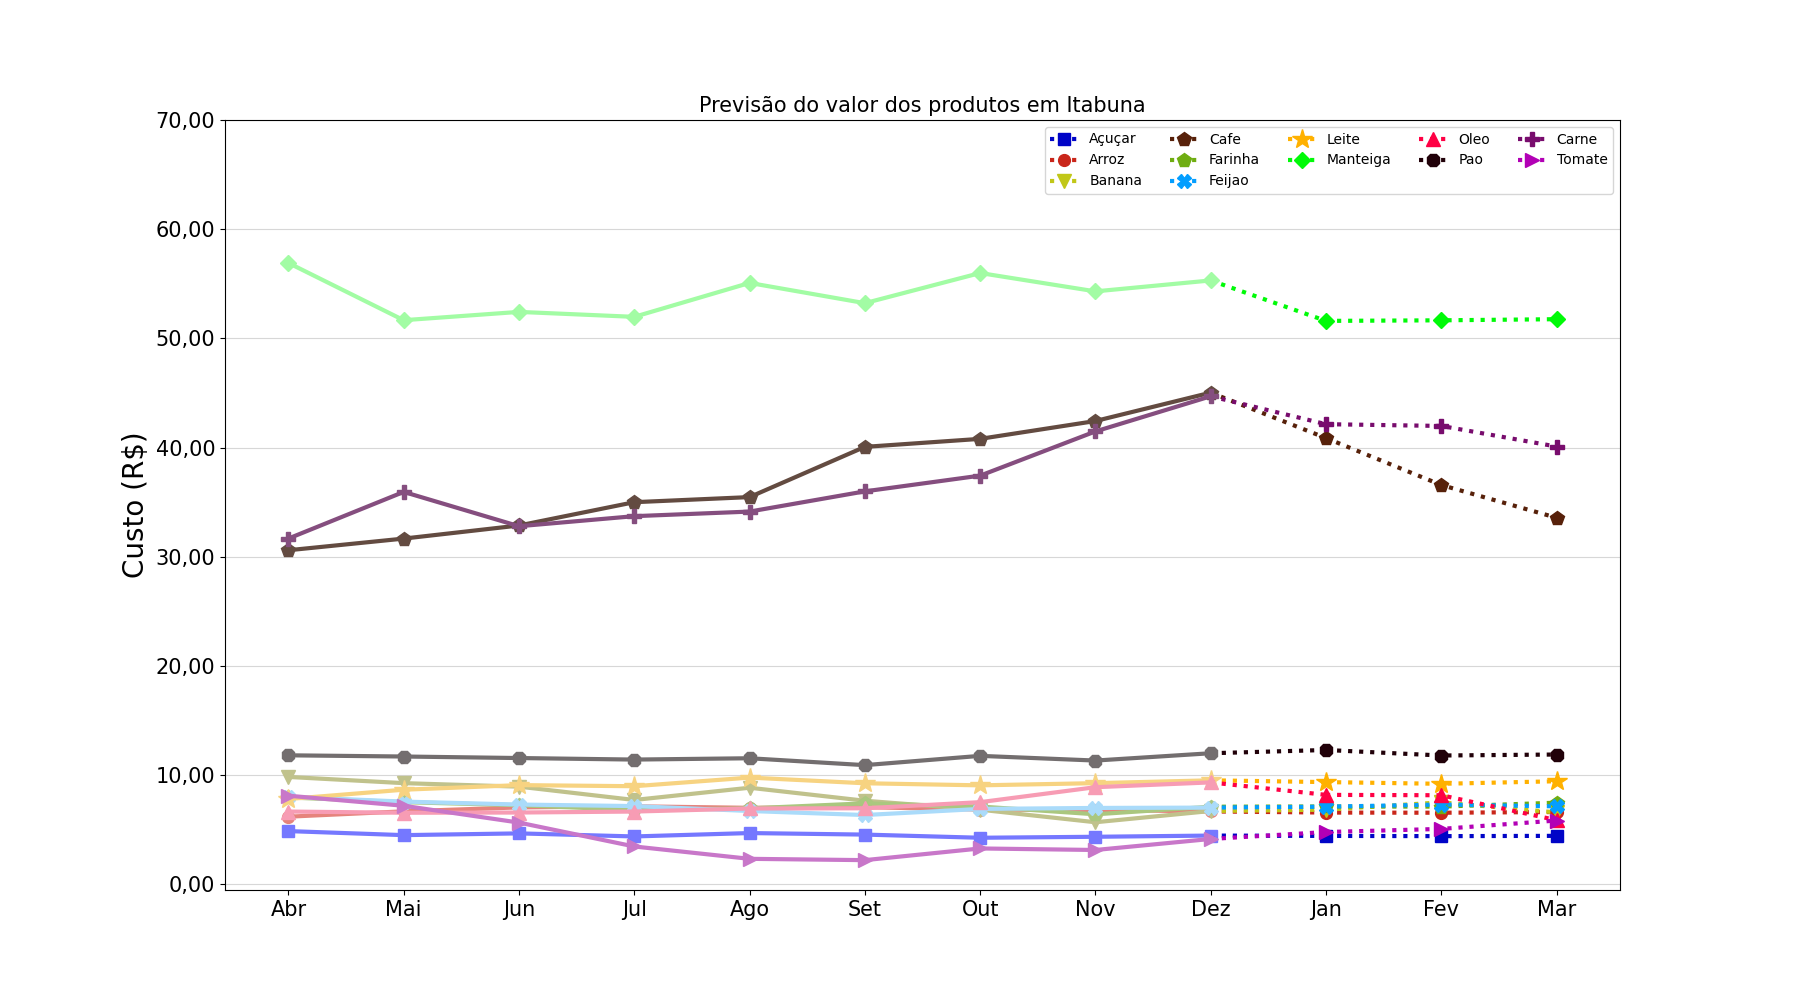 Previsão do valor dos produtos em Itabuna
70,00
60,00
50,00
40,00
30,00
20,00
10,00
0,00
Custo (R$)
Açuçar Cafe Leite Oleo Carne
Arroz Farinha Manteiga Pao Tomate
Banana Feijao
Abr Mai Jun Jul Ago Set Out Nov Dez Jan Fev Mar